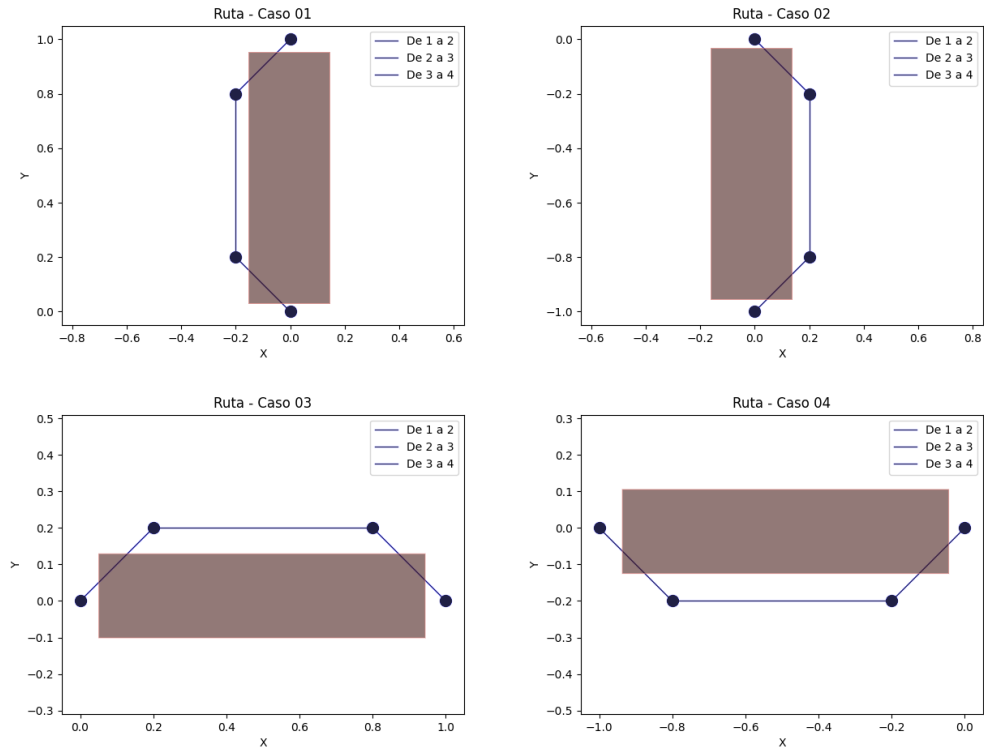 Ruta - Caso 01
De 1 a 2
De 2 a 3
De 3 a 4
1.0
0.8
0.6
0.4
0.2
0.0
Y
−0.8 −0.6 −0.4 −0.2 0.0 0.2 0.4 0.6
X
Ruta - Caso 02
De 1 a 2
De 2 a 3
De 3 a 4
0.0
−0.2
−0.4
−0.6
−0.8
−1.0
Y
−0.6 −0.4 −0.2 0.0 0.2 0.4 0.6 0.8
X
Ruta - Caso 03
De 1 a 2
De 2 a 3
De 3 a 4
0.5
0.4
0.3
0.2
0.1
0.0
−0.1
−0.2
−0.3
Y
0.0 0.2 0.4 0.6 0.8 1.0
X
Ruta - Caso 04
De 1 a 2
De 2 a 3
De 3 a 4
0.3
0.2
0.1
0.0
−0.1
−0.2
−0.3
−0.4
−0.5
Y
−1.0 −0.8 −0.6 −0.4 −0.2 0.0
X